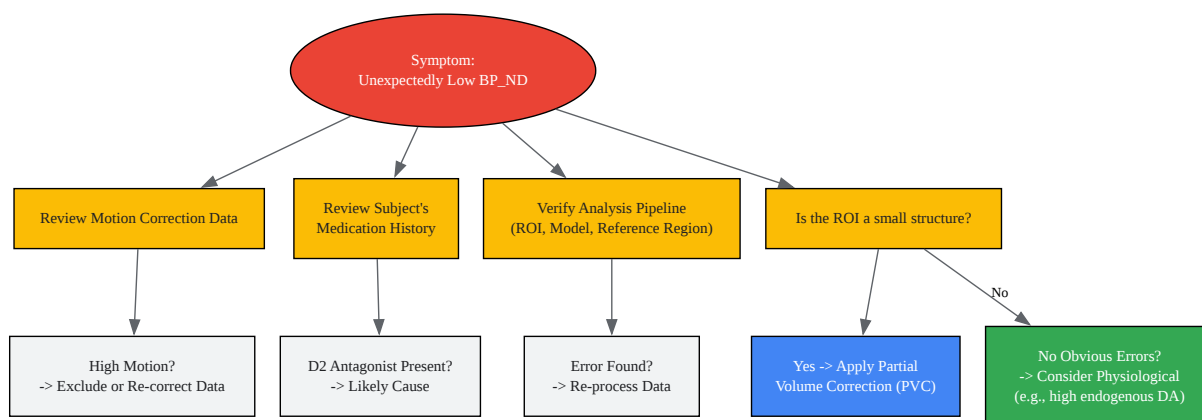 Symptom:
Unexpectedly Low BP_ND
Review Motion Correction Data
Review Subject's
Medication History
Verify Analysis Pipeline
(ROI, Model, Reference Region)
Is the ROI a small structure?
No
High Motion?
-> Exclude or Re-correct Data
D2 Antagonist Present?
-> Likely Cause
Error Found?
-> Re-process Data
Yes -> Apply Partial
Volume Correction (PVC)
No Obvious Errors?
-> Consider Physiological
(e.g., high endogenous DA)